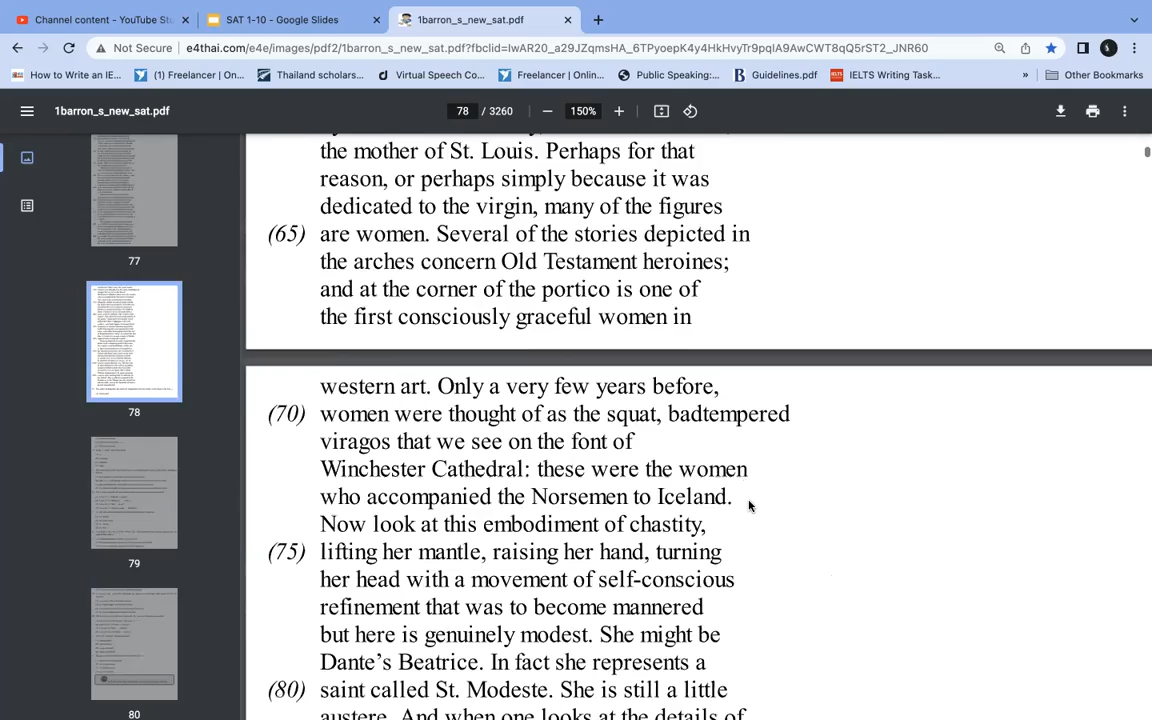 Channel content - YouTube Stu
SAT 1-10 - Google Slides
1barron_s_new_sat.pdf
Not Secure
e4thai.com/e4e/images/pdf2/1barron_s_new_sat.pdf?fbclid=IwAR20_a29JZqmsHA_6TPyoepK4y4HkHvyTr9pqIA9AwCWT8qQ5rST2_JNR60
How to Write an IE...
(1) Freelancer | On...
Thailand scholars...
Virtual Speech Co...
Freelancer | Onlin...
Public Speaking:...
Guidelines.pdf
IELTS Writing Task...
»
Other Bookmarks
1barron_s_new_sat.pdf
78 / 3260
150%
77
78
79
80
the mother of St. Louis. Perhaps for that
reason, or perhaps simply because it was
dedicated to the virgin, many of the figures
(65) are women. Several of the stories depicted in
the arches concern Old Testament heroines;
and at the corner of the portico is one of
the first consciously graceful women in
western art. Only a very few years before,
(70) women were thought of as the squat, badtempered
viragos that we see on the font of
Winchester Cathedral: these were the women
who accompanied the Norsemen to Iceland.
Now look at this embodiment of chastity,
(75) lifting her mantle, raising her hand, turning
her head with a movement of self-conscious
refinement that was to become mannered
but here is genuinely modest. She might be
Dante's Beatrice. In fact she represents a
(80) saint called St. Modeste. She is still a little
austere. And when one looks at the details of